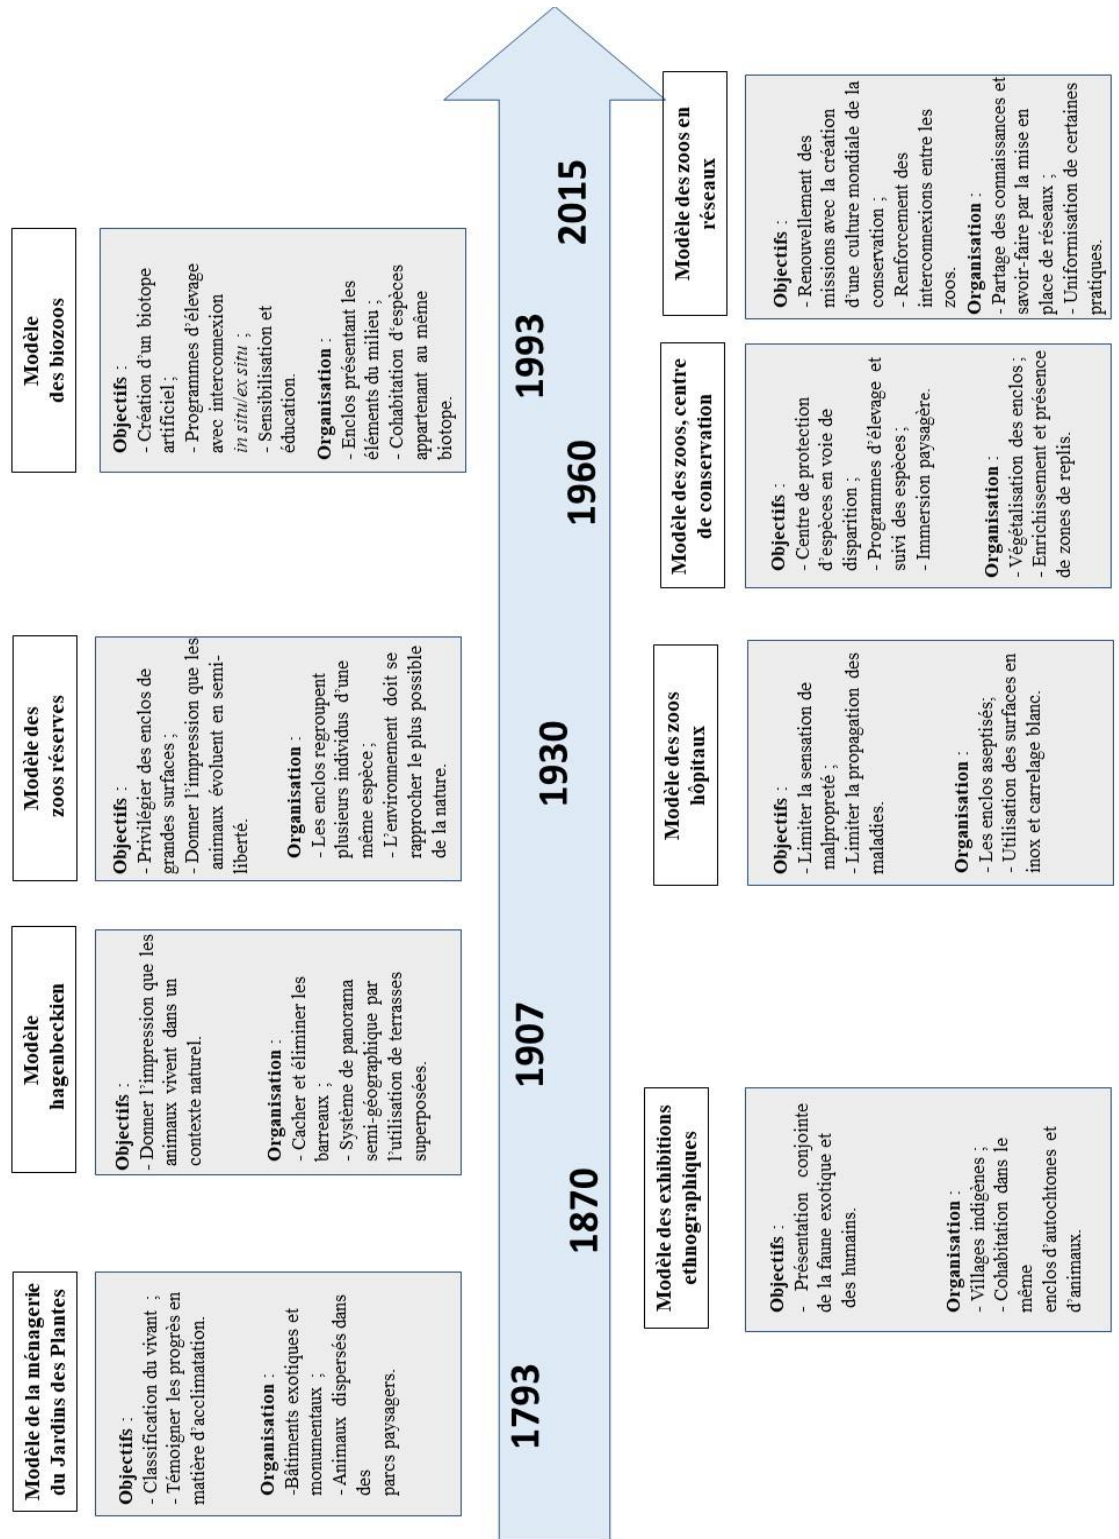 Modèle de la ménagerie
du Jardins des Plantes
Objectifs :
- Classification du vivant ;
- Témoigner les progrès en
matière d'acclimatation.
Organisation :
-Bâtiments exotiques et
monumentaux ;
- Animaux dispersés dans
des
parcs paysagers.
Modèle
hagenbeckien
Objectifs :
- Donner l'impression que les
animaux vivent dans un
contexte naturel.
Organisation :
- Cacher et éliminer les
barreaux ;
- Système de panorama
semi-géographique par
l'utilisation de terrasses
superposées.
Modèle des
zoos réserves
Objectifs :
- Privilégier des enclos de
grandes surfaces ;
- Donner l'impression que les
animaux évoluent en semi-
liberté.
Organisation :
- Les enclos regroupent
plusieurs individus d'une
même espèce ;
- L'environnement doit se
rapprocher le plus possible
de la nature.
Modèle
des biozoos
Objectifs :
- Création d'un biotope
artificiel ;
- Programmes d'élevage
avec interconnexion
in situ/ex situ ;
- Sensibilisation et
éducation.
Organisation :
- Enclos présentant les
éléments du milieu ;
- Cohabitation d'espèces
appartenant au même
biotope.
1793
1870
1907
1930
1960
1993
2015
Modèle des exhibitions
ethnographiques
Objectifs :
- Présentation conjointe
de la faune exotique et
des humains.
Organisation :
- Villages indigènes ;
- Cohabitation dans le
même
enclos d'autochtones et
d'animaux.
Modèle des zoos
hôpitaux
Objectifs :
- Limiter la sensation de
malpropreté ;
- Limiter la propagation des
maladies.
Organisation :
- Les enclos aseptisés;
- Utilisation des surfaces en
inox et carrelage blanc.
Modèle des zoos, centre
de conservation
Objectifs :
- Centre de protection
d'espèces en voie de
disparition ;
- Programmes d'élevage et
suivi des espèces ;
- Immersion paysagère.
Organisation :
- Végétalisation des enclos ;
- Enrichissement et présence
de zones de replis.
Modèle des zoos en
réseaux
Objectifs :
- Renouvellement des
missions avec la création
d'une culture mondiale de la
conservation ;
- Renforcement des
interconnexions entre les
zoos.
Organisation :
- Partage des connaissances et
savoir-faire par la mise en
place de réseaux ;
- Uniformisation de certaines
pratiques.